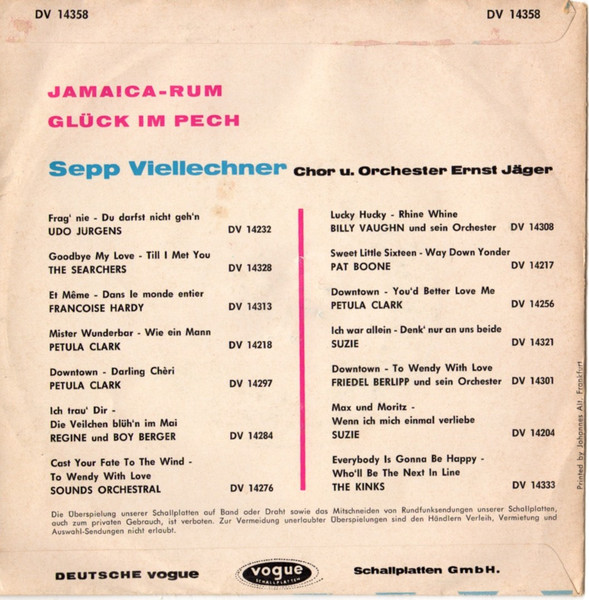 DV 14358 DV 14358
JAMAICA-RUM
GLÜCK IM PECH
Sepp Viellechner Chor u. Orchester Ernst Jäger
Frag' nie - Du darfst nicht geh'n
UDO JURGENS DV 14232
Goodbye My Love - Till I Met You
THE SEARCHERS DV 14328
Et Même - Dans le monde entier
FRANCOISE HARDY DV 14313
Mister Wunderbar - Wie ein Mann
PETULA CLARK DV 14218
Downtown - Darling Chèri
PETULA CLARK DV 14297
Ich trau' Dir -
Die Veilchen blüh'n im Mai
REGINE und BOY BERGER DV 14284
Cast Your Fate To The Wind -
To Wendy With Love
SOUNDS ORCHESTRAL DV 14276
Lucky Hucky - Rhine Whine
BILLY VAUGHN und sein Orchester DV 14308
Sweet Little Sixteen - Way Down Yonder
PAT BOONE DV 14217
Downtown - You'd Better Love Me
PETULA CLARK DV 14256
Ich war allein - Denk' nur an uns beide
SUZIE DV 14321
Downtown - To Wendy With Love
FRIEDEL BERLIPP und sein Orchester DV 14301
Max und Moritz -
Wenn ich mich einmal verliebe
SUZIE DV 14204
Everybody Is Gonna Be Happy -
Who'll Be The Next In Line
THE KINKS DV 14333
Printed by Johannes Alt, Frankfurt
Die Überspielung unserer Schallplatten auf Band oder Draht sowie das Mitschneiden von Rundfunksendungen unserer Schallplatten,
auch zum privaten Gebrauch, ist verboten. Zur Vermeidung unerlaubter Überspielungen sind den Händlern Verleih, Vermietung und
Auswahl-Sendungen nicht erlaubt.
DEUTSCHE vogue vogue Schallplatten GmbH.
SCHALLPLATTEN